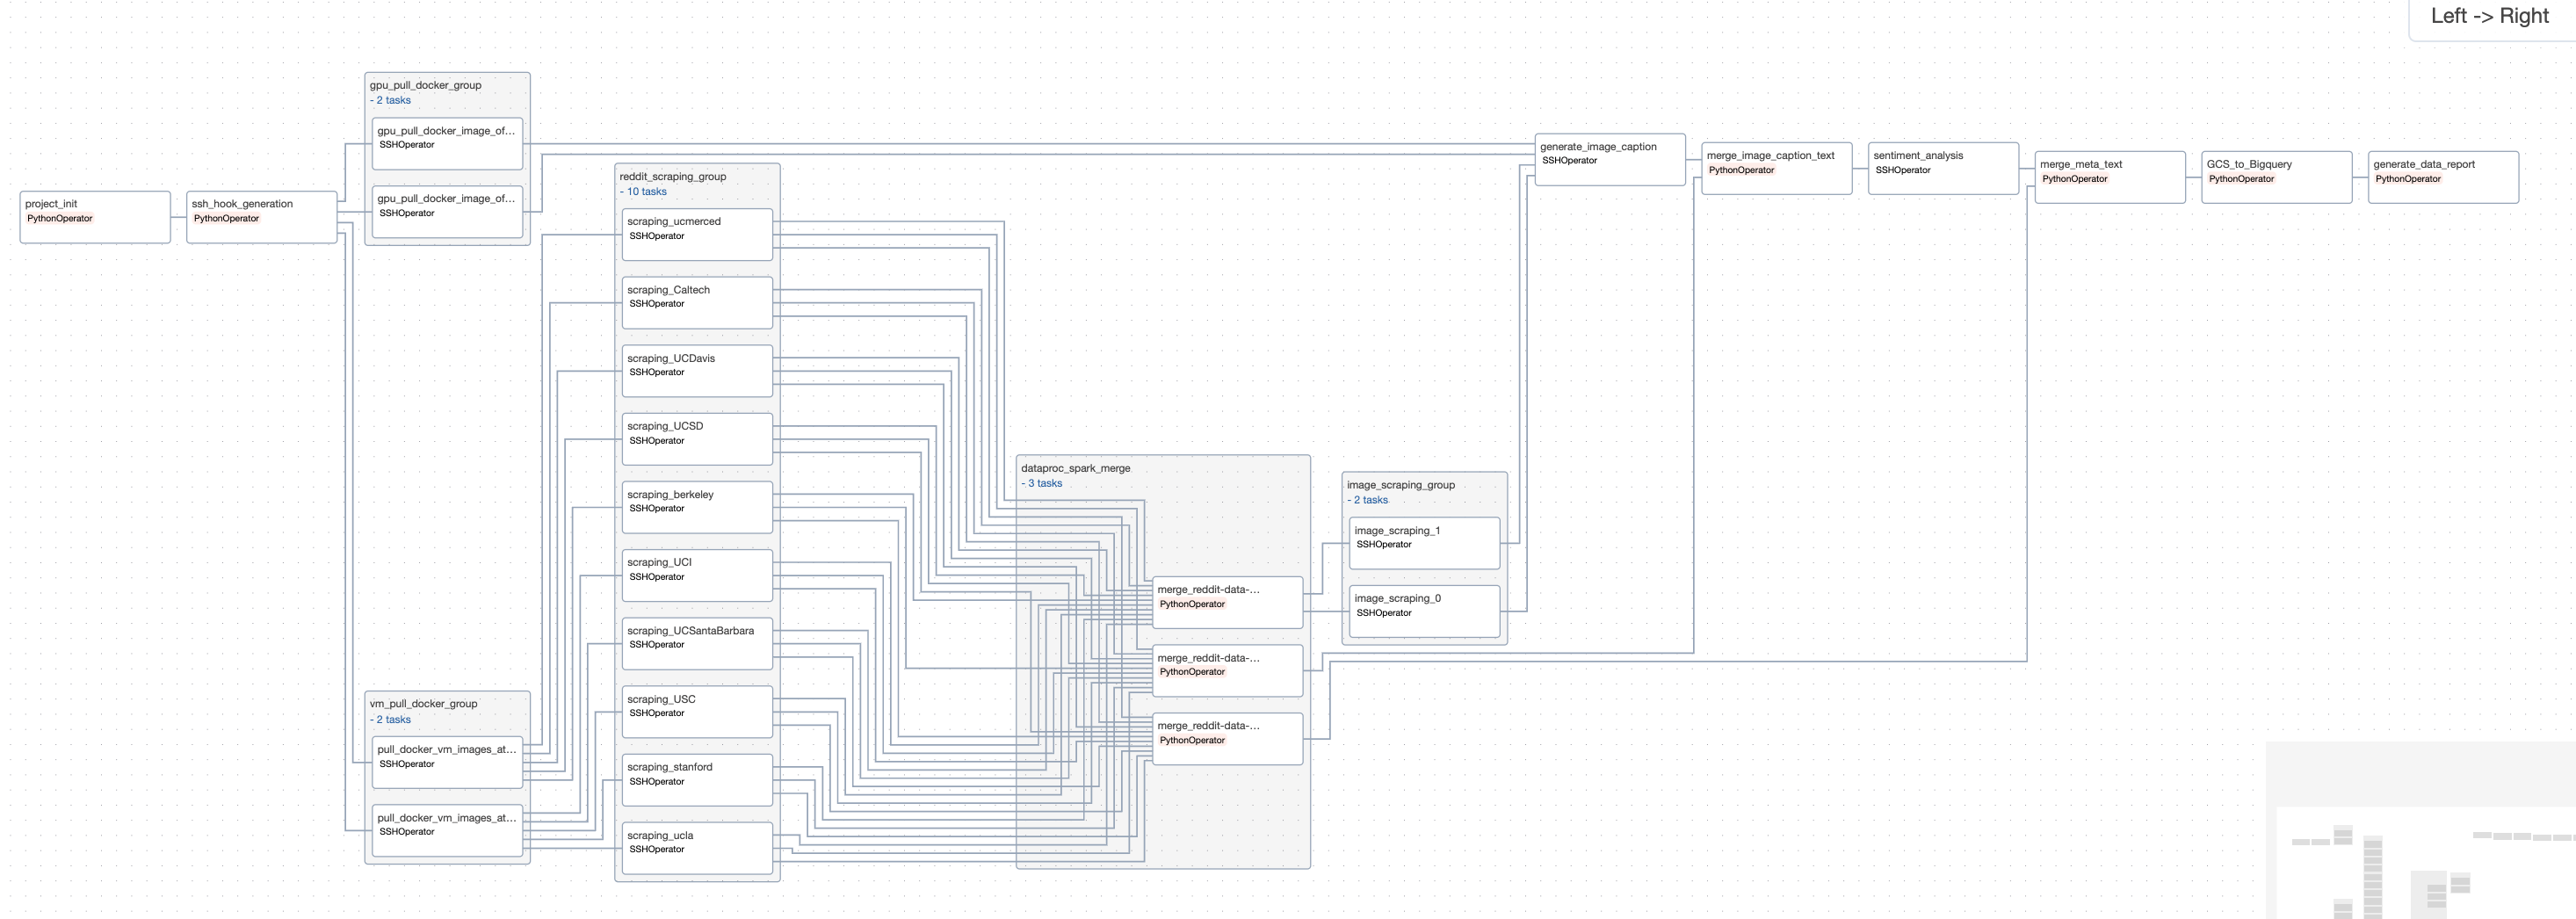 Left -> Right
gpu_pull_docker_group
- 2 tasks
gpu_pull_docker_image_of...
SSHOperator
gpu_pull_docker_image_of...
SSHOperator
project_init
PythonOperator
ssh_hook_generation
PythonOperator
vm_pull_docker_group
- 2 tasks
pull_docker_vm_images_at...
SSHOperator
pull_docker_vm_images_at...
SSHOperator
reddit_scraping_group
- 10 tasks
scraping_ucmerced
SSHOperator
scraping_Caltech
SSHOperator
scraping_UCDavis
SSHOperator
scraping_UCSD
SSHOperator
scraping_berkeley
SSHOperator
scraping_UCI
SSHOperator
scraping_UCSantaBarbara
SSHOperator
scraping_USC
SSHOperator
scraping_stanford
SSHOperator
scraping_ucla
SSHOperator
dataproc_spark_merge
- 3 tasks
merge_reddit-data-...
PythonOperator
merge_reddit-data-...
PythonOperator
merge_reddit-data-...
PythonOperator
image_scraping_group
- 2 tasks
image_scraping_1
SSHOperator
image_scraping_0
SSHOperator
generate_image_caption
SSHOperator
merge_image_caption_text
PythonOperator
sentiment_analysis
SSHOperator
merge_meta_text
PythonOperator
GCS_to_Bigquery
PythonOperator
generate_data_report
PythonOperator